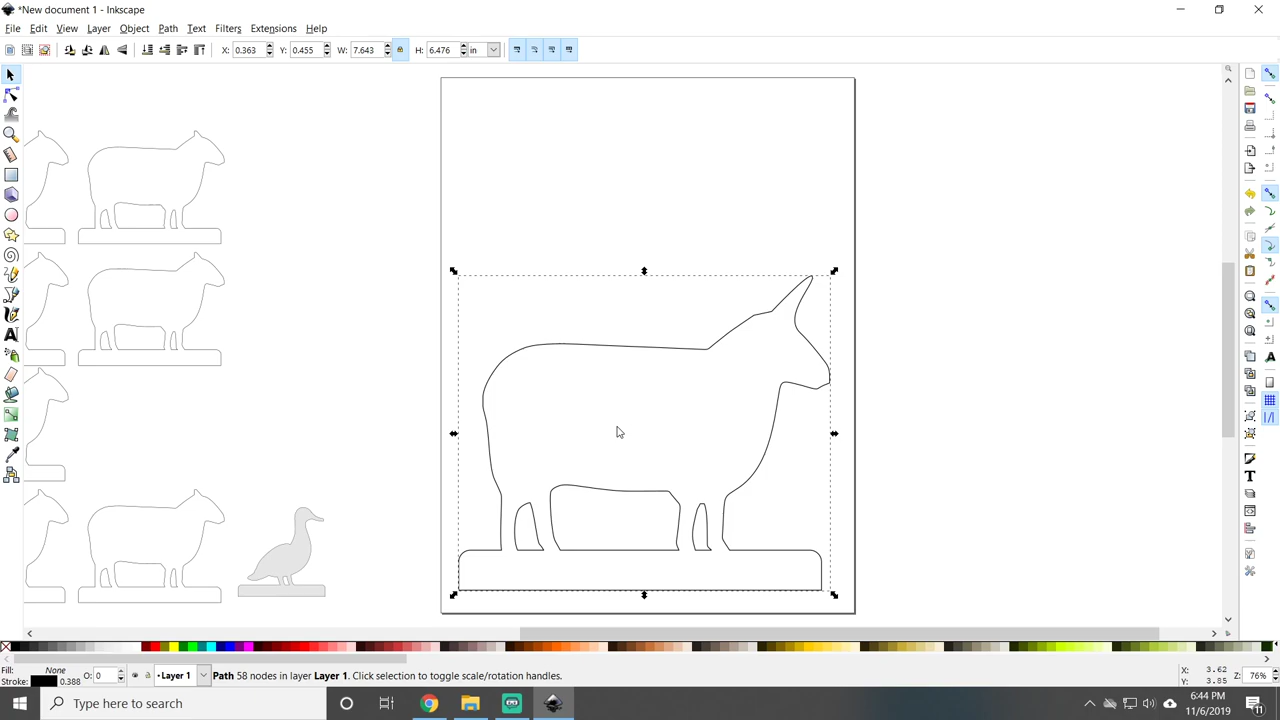 *New document 1 - Inkscape
File Edit View Layer Object Path Text Filters Extensions Help
X: 0.363 Y: 0.455 W: 7.643 H: 6.476 in
Fill: None
Stroke: 0.388 O: 0 Layer 1 Path 58 nodes in layer Layer 1. Click selection to toggle scale/rotation handles. X: 3.62 Y: 3.85 Z: 76%
Type here to search
6:44 PM
11/6/2019
11